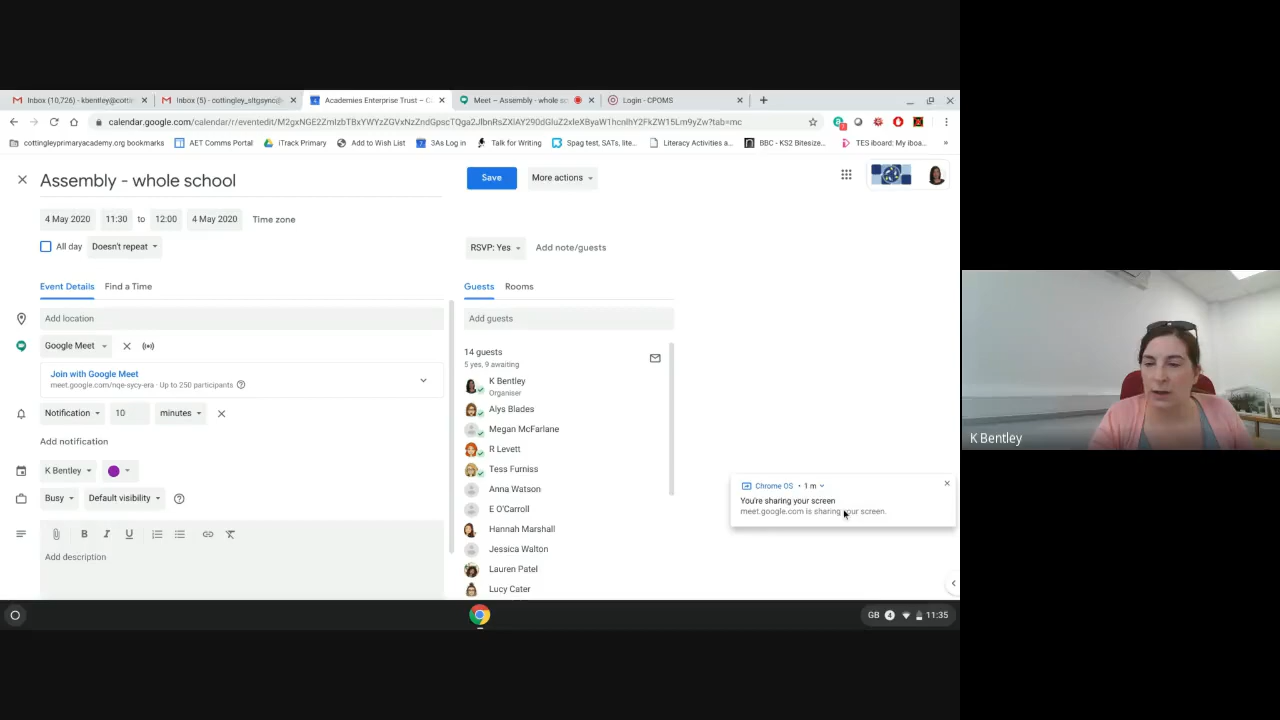 Inbox (10,726) - kbentley@cottin
Inbox (5) - cottingley_sltgsync@
Academies Enterprise Trust – C
Meet – Assembly - whole sc
Login - CPOMS
cottingleyprimaryacademy.org bookmarks
AET Comms Portal
iTrack Primary
Add to Wish List
3As Log in
Talk for Writing
Spag test, SATs, lite...
Literacy Activities a...
BBC - KS2 Bitesize...
TES iboard: My iboa...
»
Assembly - whole school
Save
More actions
4 May 2020 11:30 to 12:00 4 May 2020 Time zone
All day Doesn't repeat
RSVP: Yes Add note/guests
Event Details Find a Time
Guests Rooms
Add location
Add guests
Google Meet
Join with Google Meet
meet.google.com/nqe-sycy-era · Up to 250 participants
Notification 10 minutes
Add notification
K Bentley
Busy Default visibility
B I U
Add description
14 guests
5 yes, 9 awaiting
K Bentley
Organiser
Alys Blades
Megan McFarlane
R Levett
Tess Furniss
Anna Watson
E O'Carroll
Hannah Marshall
Jessica Walton
Lauren Patel
Lucy Cater
Chrome OS · 1 m
You're sharing your screen
meet.google.com is sharing your screen.
GB 4 11:35
K Bentley